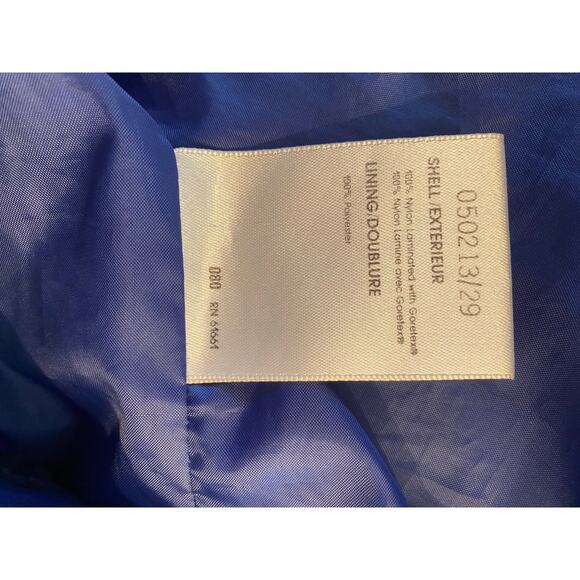 050213/29
SHELL/EXTERIEUR
100% Nylon Laminated with Goretex®
100% Nylon Lamine avec Goretex®
LINING/DOUBLURE
100% Polyester
080 RN 61661